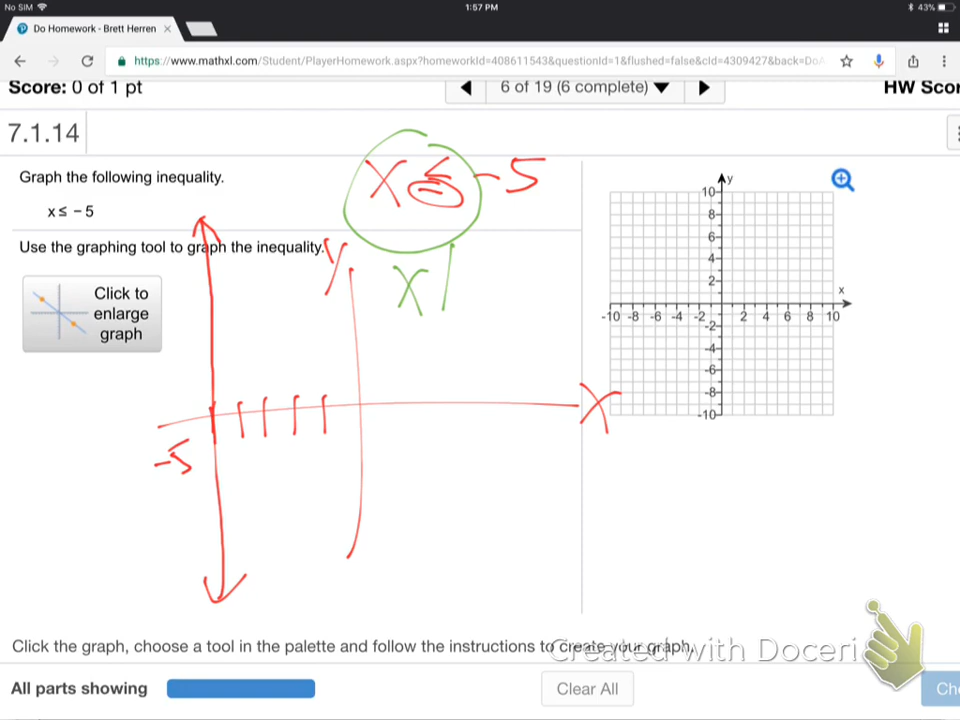 No SIM 1:57 PM 43%
Do Homework - Brett Herren ×
https://www.mathxl.com/Student/PlayerHomework.aspx?homeworkId=408611543&questionId=1&flushed=false&cId=4309427&back=DoA
Score: 0 of 1 pt 6 of 19 (6 complete) HW Scor
7.1.14
Graph the following inequality.
x ≤ - 5
Use the graphing tool to graph the inequality.
Click to
enlarge
graph
x ≤ -5
x
y
x
-5
y
10
8
6
4
2
x
-10 -8 -6 -4 -2 2 4 6 8 10
-2
-4
-6
-8
-10
Click the graph, choose a tool in the palette and follow the instructions to create your graph.
Created with Doceri
All parts showing Clear All Che